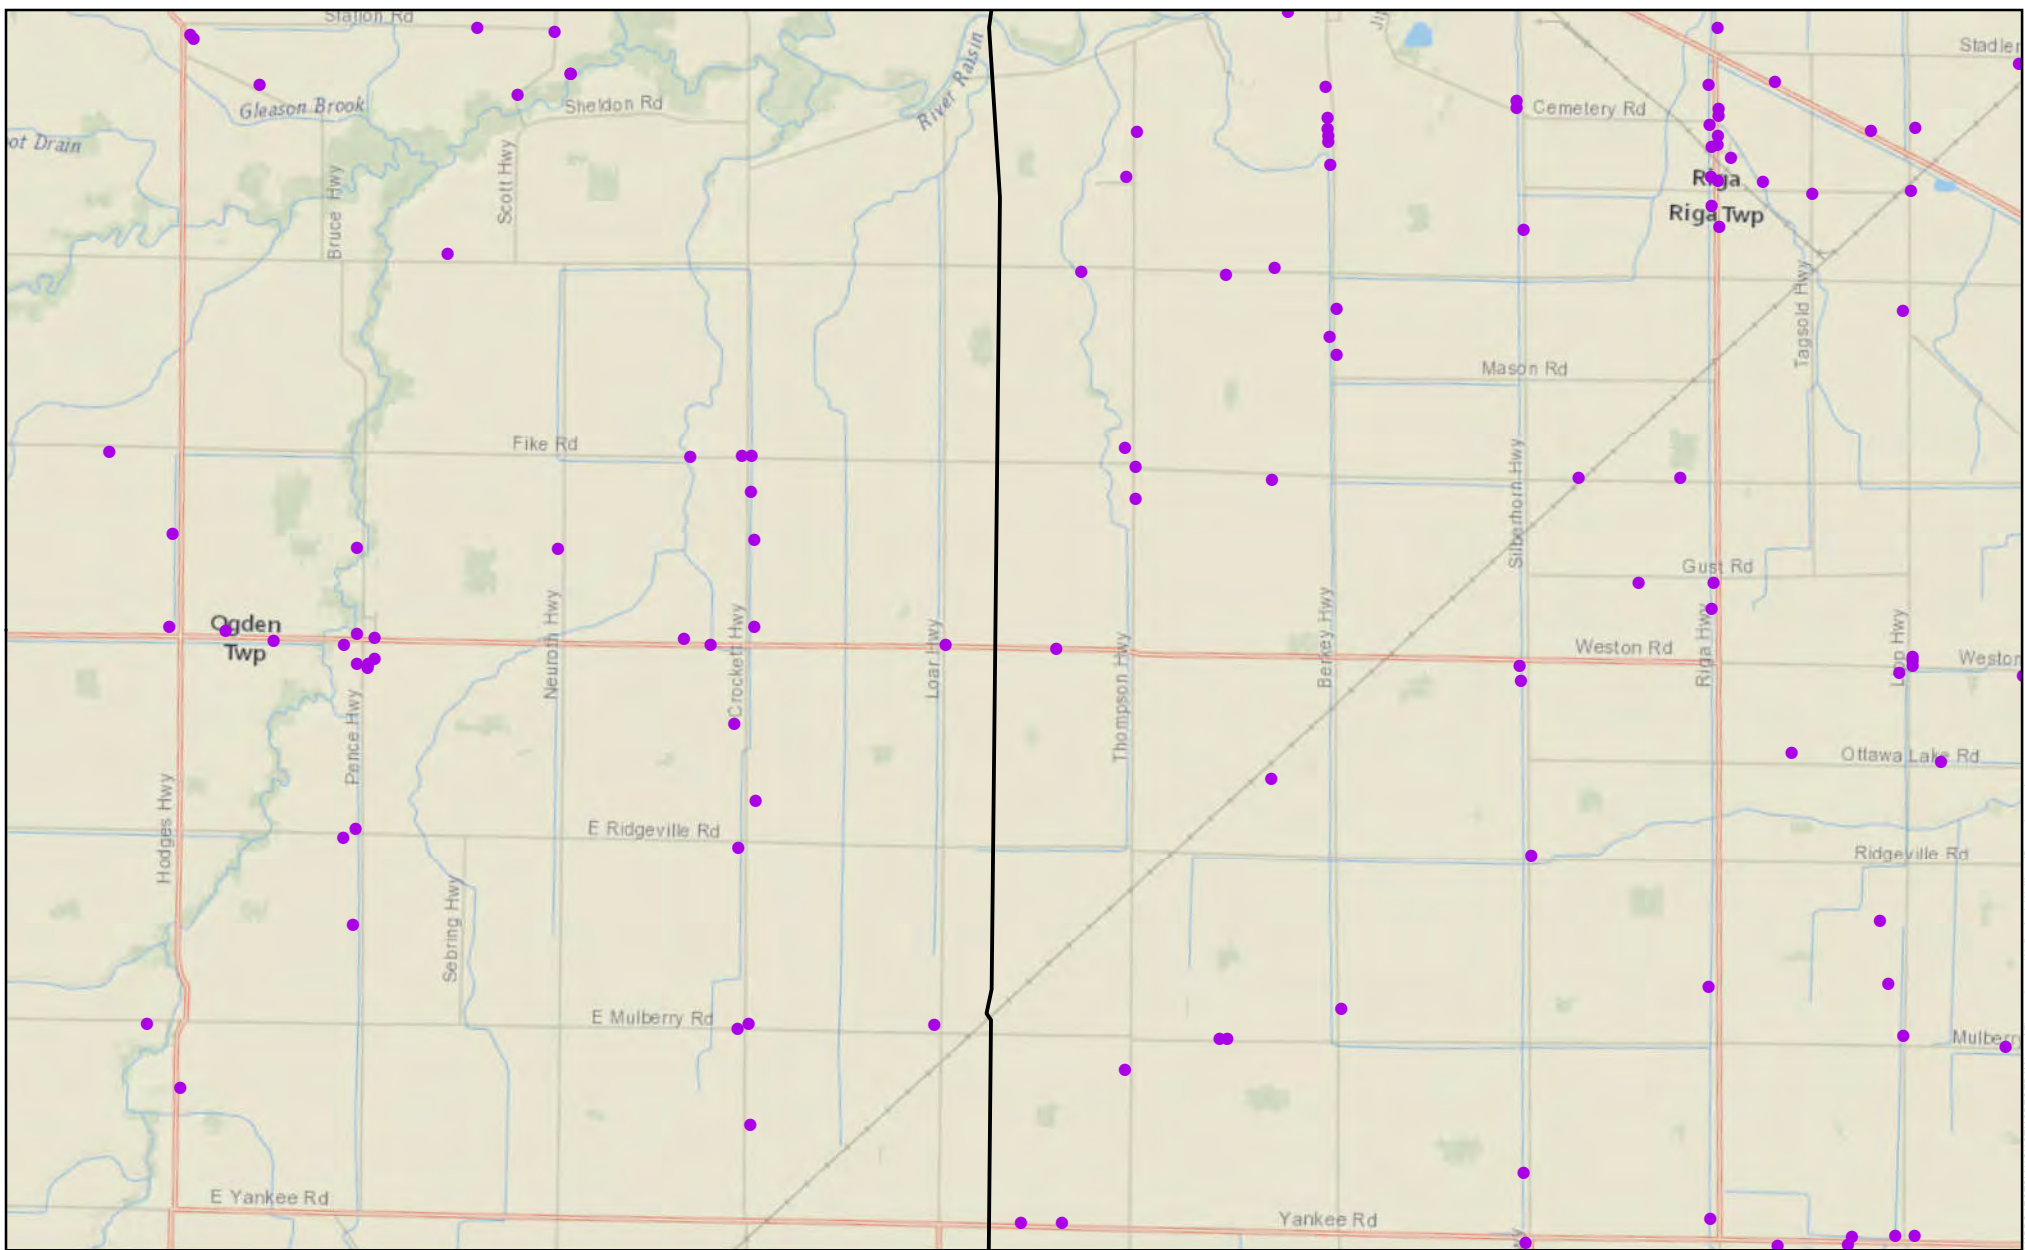 Station Rd
Stadler
River Raisin
Gleason Brook
Sheldon Rd
Cemetery Rd
ot Drain
Scott Hwy
Bruce Hwy
Riga
Riga Twp
Tagsold Hwy
Mason Rd
Fike Rd
Silberhorn Hwy
Gust Rd
Ogden
Twp
Neuroth Hwy
Crockett Hwy
Loar Hwy
Thompson Hwy
Berkey Hwy
Weston Rd
Riga Hwy
Hwy
Weston
Pence Hwy
Ottawa Lake Rd
Hodges Hwy
E Ridgeville Rd
Ridgeville Rd
Sebring Hwy
E Mulberry Rd
Mulberry
E Yankee Rd
Yankee Rd